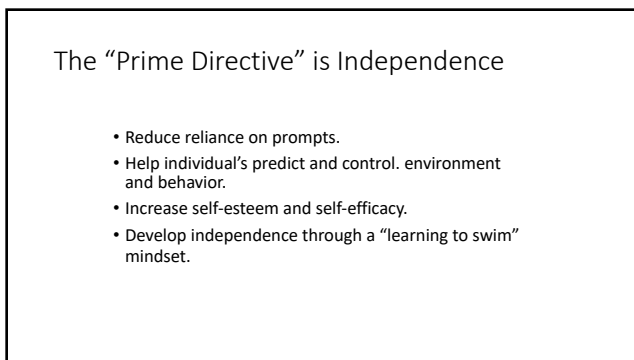 The “Prime Directive” is Independence
• Reduce reliance on prompts.
• Help individual’s predict and control. environment
and behavior.
• Increase self-esteem and self-efficacy.
• Develop independence through a “learning to swim”
mindset.